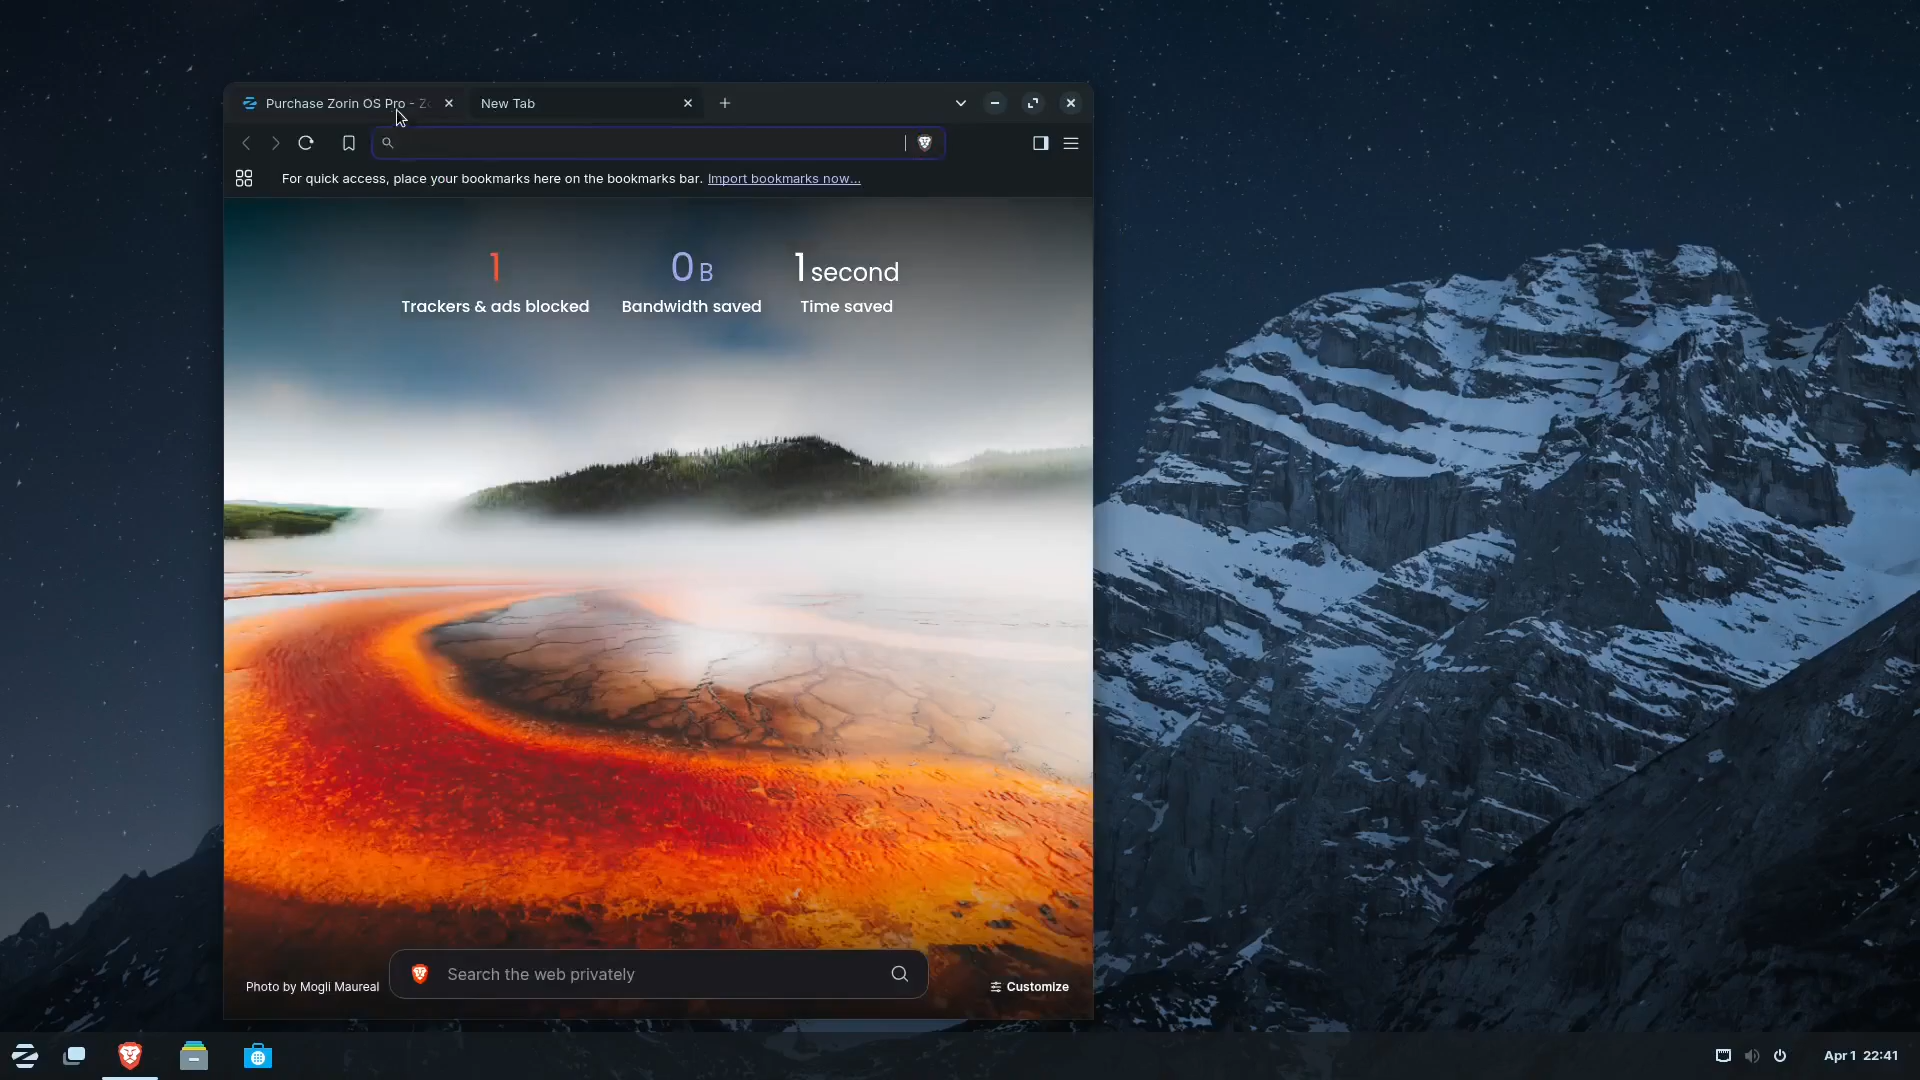 Purchase Zorin OS Pro - Zo
New Tab
For quick access, place your bookmarks here on the bookmarks bar. Import bookmarks now...
1
Trackers & ads blocked
0 B
Bandwidth saved
1 second
Time saved
Photo by Mogli Maureal
Search the web privately
Customize
Apr 1 22:41